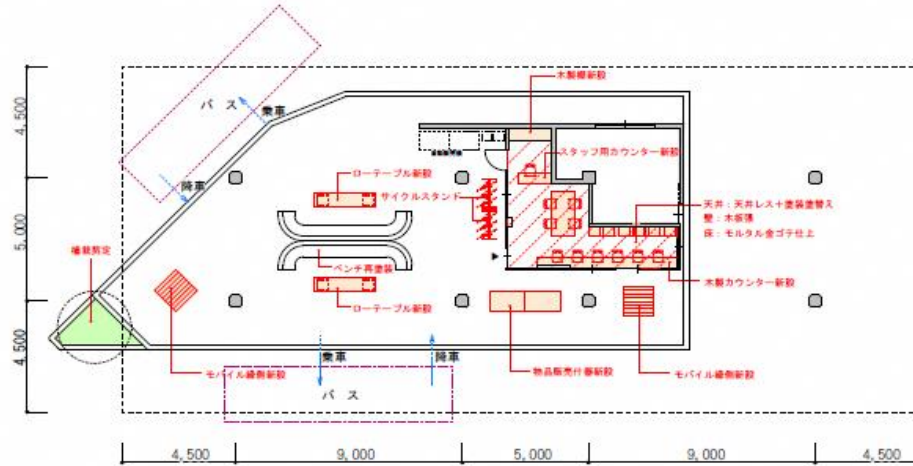 木製棚新設
バス
乗車
スタッフ用カウンター新設
4,500
降車
ローテーブル新設
サイクルスタンド
天井：天井レス＋塗装塗替え
壁：木板張
床：モルタル金ゴテ仕上
5,000
植栽剪定
ベンチ再塗装
木製カウンター新設
ローテーブル新設
4,500
乗車
降車
モバイル縁側新設
物品販売什器新設
モバイル縁側新設
バス
4,500
9,000
5,000
9,000
4,500